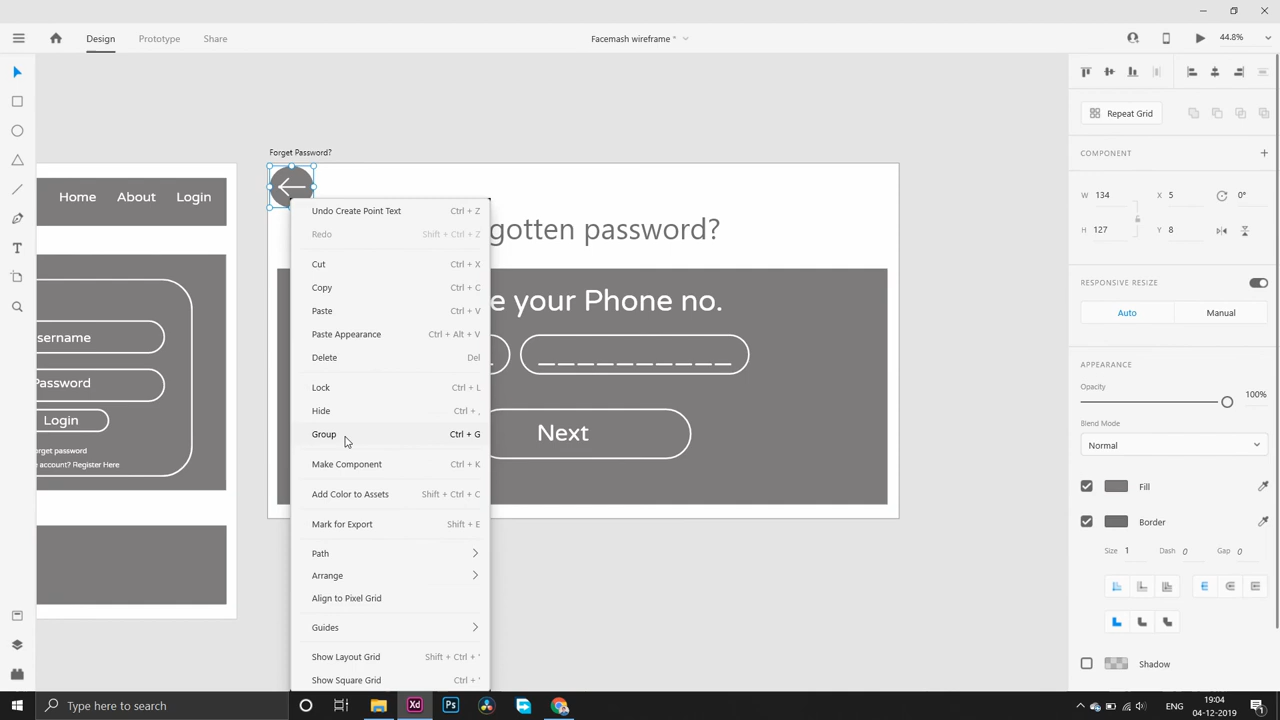 Design
Prototype
Share
Facemash wireframe *
44.8%
Forget Password?
Home
About
Login
gotten password?
e your Phone no.
_ _ _ _ _ _ _ _ _ _
Next
sername
Password
Login
rget password
e account? Register Here
Undo Create Point Text Ctrl + Z
Redo Shift + Ctrl + Z
Cut Ctrl + X
Copy Ctrl + C
Paste Ctrl + V
Paste Appearance Ctrl + Alt + V
Delete Del
Lock Ctrl + L
Hide Ctrl + ,
Group Ctrl + G
Make Component Ctrl + K
Add Color to Assets Shift + Ctrl + C
Mark for Export Shift + E
Path
Arrange
Align to Pixel Grid
Guides
Show Layout Grid Shift + Ctrl + '
Show Square Grid Ctrl + '
Repeat Grid
COMPONENT
W 134 X 5 0°
H 127 Y 8
RESPONSIVE RESIZE
Auto Manual
APPEARANCE
Opacity
100%
Blend Mode
Normal
Fill
Border
Size 1 Dash 0 Gap 0
Shadow
Type here to search
Xd
Ps
19:04
04-12-2019